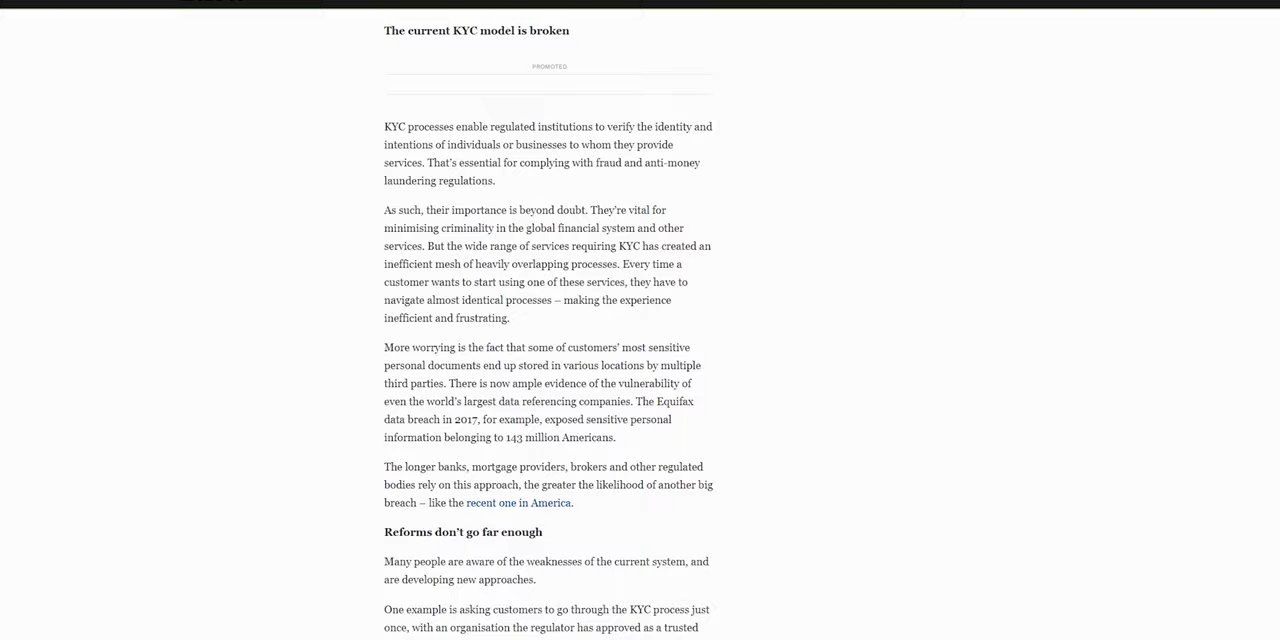 The current KYC model is broken
PROMOTED
KYC processes enable regulated institutions to verify the identity and
intentions of individuals or businesses to whom they provide
services. That's essential for complying with fraud and anti-money
laundering regulations.
As such, their importance is beyond doubt. They're vital for
minimising criminality in the global financial system and other
services. But the wide range of services requiring KYC has created an
inefficient mesh of heavily overlapping processes. Every time a
customer wants to start using one of these services, they have to
navigate almost identical processes – making the experience
inefficient and frustrating.
More worrying is the fact that some of customers' most sensitive
personal documents end up stored in various locations by multiple
third parties. There is now ample evidence of the vulnerability of
even the world's largest data referencing companies. The Equifax
data breach in 2017, for example, exposed sensitive personal
information belonging to 143 million Americans.
The longer banks, mortgage providers, brokers and other regulated
bodies rely on this approach, the greater the likelihood of another big
breach – like the recent one in America.
Reforms don't go far enough
Many people are aware of the weaknesses of the current system, and
are developing new approaches.
One example is asking customers to go through the KYC process just
once, with an organisation the regulator has approved as a trusted